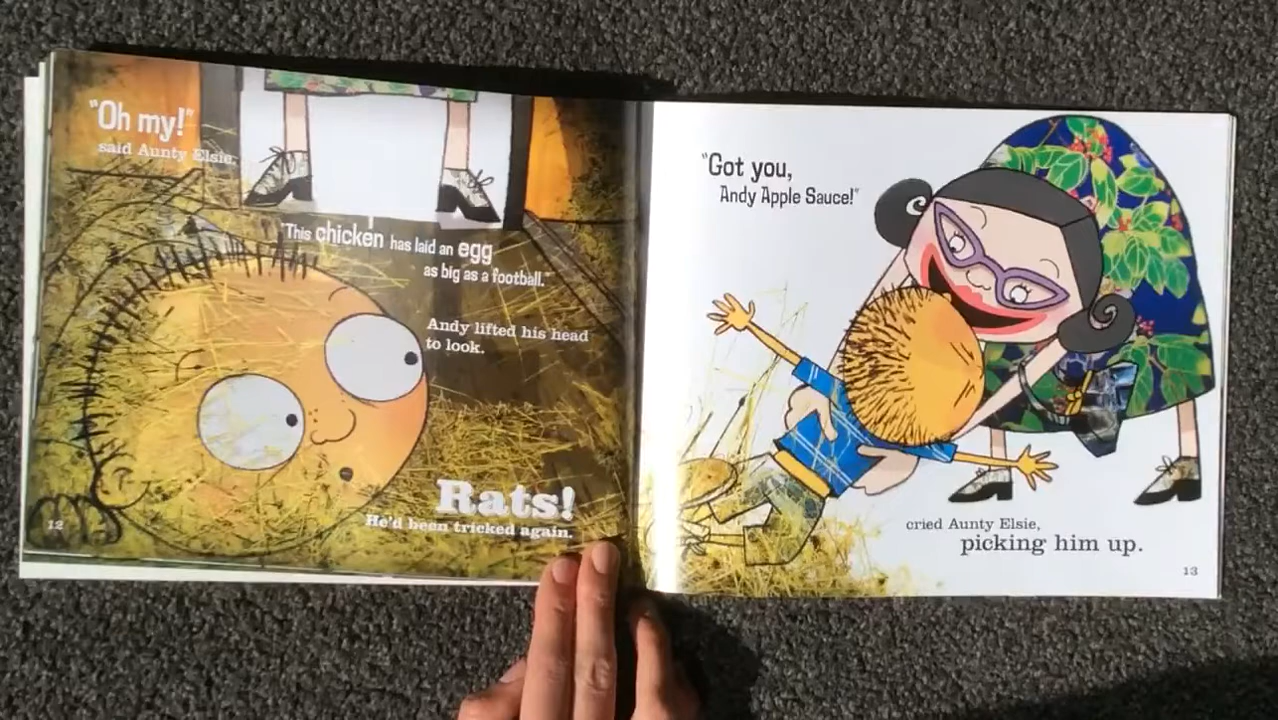 "Oh my!"
said Aunty Elsie.
"This chicken has laid an egg
as big as a football."
Andy lifted his head
to look.
Rats!
He'd been tricked again.
12
"Got you,
Andy Apple Sauce!"
cried Aunty Elsie,
picking him up.
13